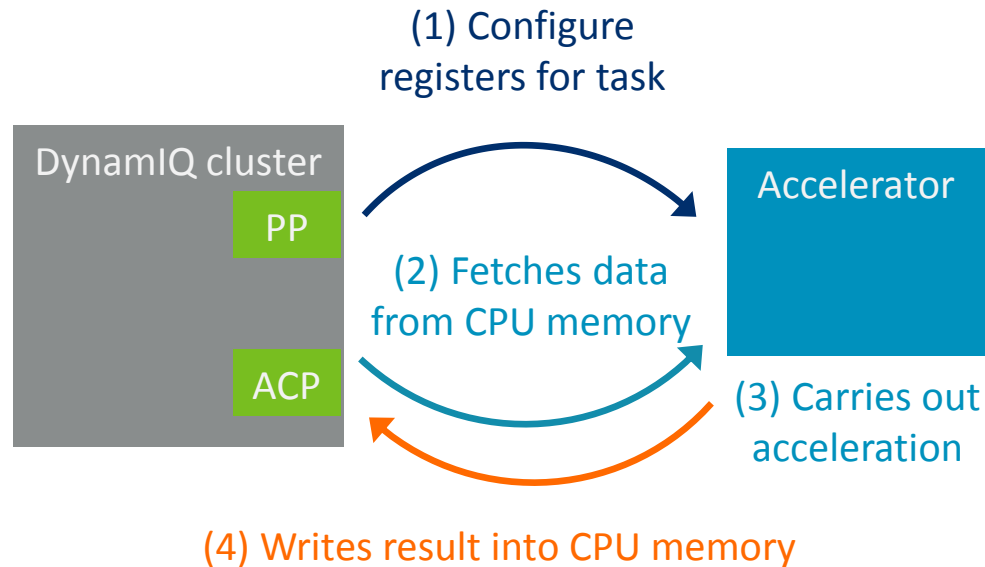 (1) Configure
registers for task
DynamIQ cluster
PP
Accelerator
(2) Fetches data
from CPU memory
ACP
(3) Carries out
acceleration
(4) Writes result into CPU memory